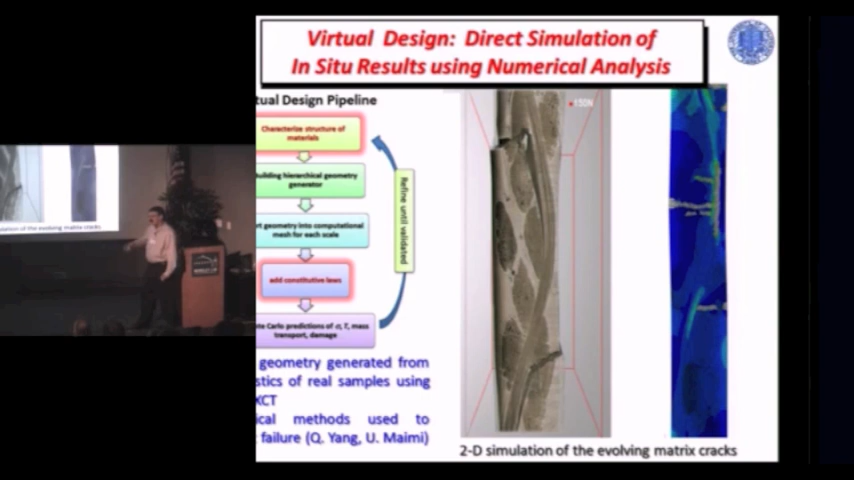 Virtual Design: Direct Simulation of
In Situ Results using Numerical Analysis
tual Design Pipeline
Characterize structure of
materials
building hierarchical geometry
generator
rt geometry into computational
mesh for each scale
add constitutive laws
te Carlo predictions of σ, T, mass
transport, damage
Refine until validated
geometry generated from
stics of real samples using
XCT
ical methods used to
failure (Q. Yang, U. Maimi)
150N
2-D simulation of the evolving matrix cracks